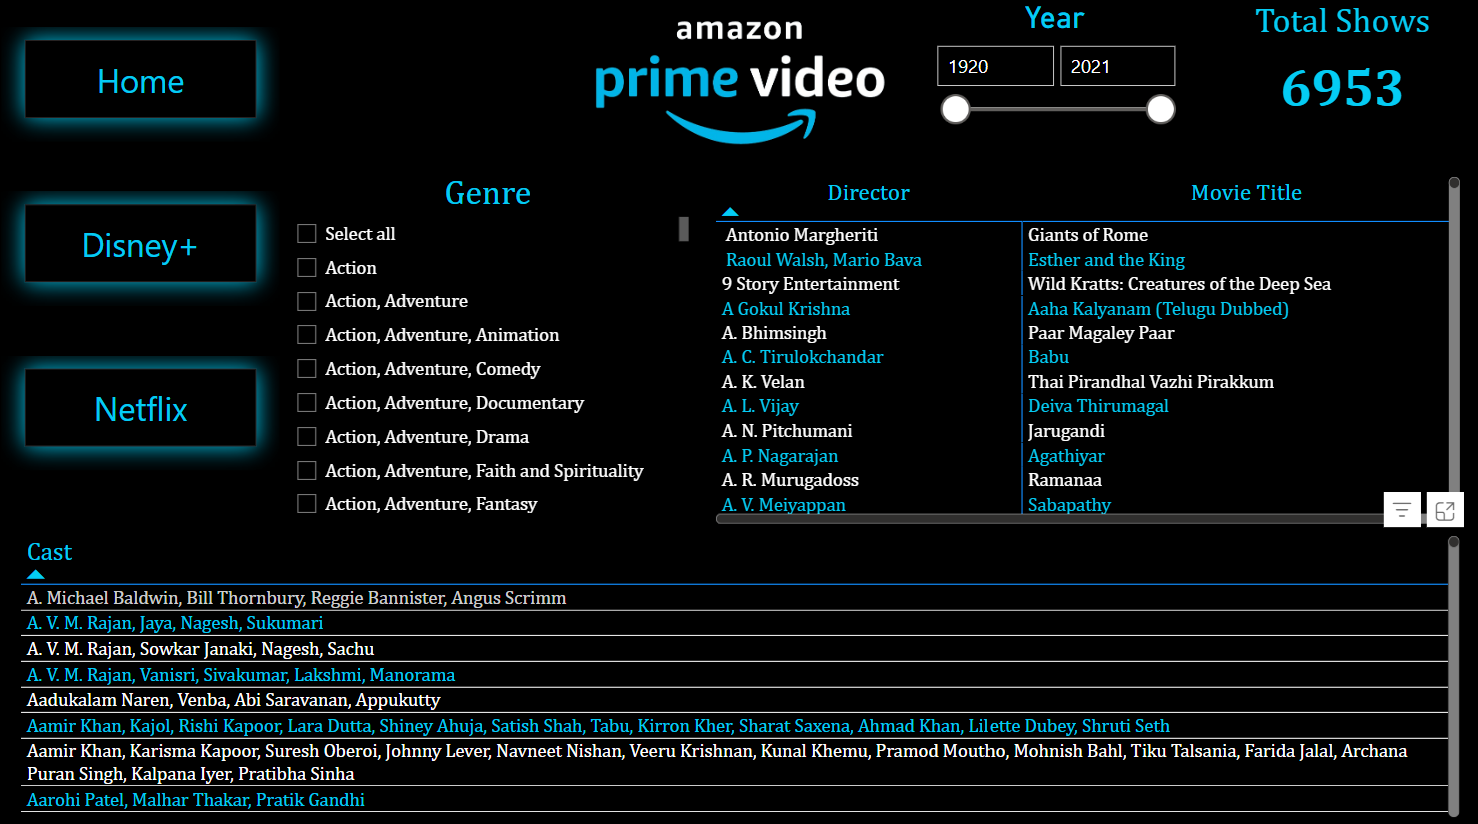 Home
Disney+
Netflix
amazon
prime video
Year
1920 2021
Total Shows
6953
Genre
Select all
Action
Action, Adventure
Action, Adventure, Animation
Action, Adventure, Comedy
Action, Adventure, Documentary
Action, Adventure, Drama
Action, Adventure, Faith and Spirituality
Action, Adventure, Fantasy
Director Movie Title
Antonio Margheriti Giants of Rome
Raoul Walsh, Mario Bava Esther and the King
9 Story Entertainment Wild Kratts: Creatures of the Deep Sea
A Gokul Krishna Aaha Kalyanam (Telugu Dubbed)
A. Bhimsingh Paar Magaley Paar
A. C. Tirulokchandar Babu
A. K. Velan Thai Pirandhal Vazhi Pirakkum
A. L. Vijay Deiva Thirumagal
A. N. Pitchumani Jarugandi
A. P. Nagarajan Agathiyar
A. R. Murugadoss Ramanaa
A. V. Meiyappan Sabapathy
Cast
A. Michael Baldwin, Bill Thornbury, Reggie Bannister, Angus Scrimm
A. V. M. Rajan, Jaya, Nagesh, Sukumari
A. V. M. Rajan, Sowkar Janaki, Nagesh, Sachu
A. V. M. Rajan, Vanisri, Sivakumar, Lakshmi, Manorama
Aadukalam Naren, Venba, Abi Saravanan, Appukutty
Aamir Khan, Kajol, Rishi Kapoor, Lara Dutta, Shiney Ahuja, Satish Shah, Tabu, Kirron Kher, Sharat Saxena, Ahmad Khan, Lilette Dubey, Shruti Seth
Aamir Khan, Karisma Kapoor, Suresh Oberoi, Johnny Lever, Navneet Nishan, Veeru Krishnan, Kunal Khemu, Pramod Moutho, Mohnish Bahl, Tiku Talsania, Farida Jalal, Archana
Puran Singh, Kalpana Iyer, Pratibha Sinha
Aarohi Patel, Malhar Thakar, Pratik Gandhi